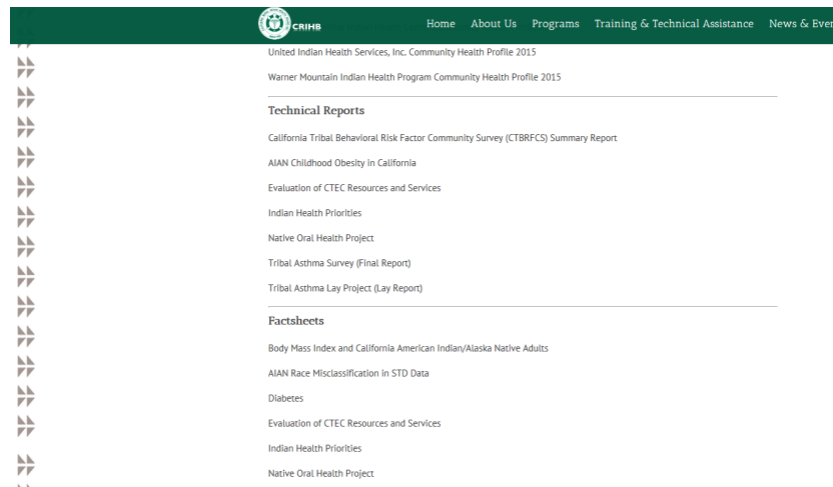 CRIHB Home About Us Programs Training & Technical Assistance News & Even
United Indian Health Services, Inc. Community Health Profile 2015
Warner Mountain Indian Health Program Community Health Profile 2015
Technical Reports
California Tribal Behavioral Risk Factor Community Survey (CTBRFCS) Summary Report
AIAN Childhood Obesity in California
Evaluation of CTEC Resources and Services
Indian Health Priorities
Native Oral Health Project
Tribal Asthma Survey (Final Report)
Tribal Asthma Lay Project (Lay Report)
Factsheets
Body Mass Index and California American Indian/Alaska Native Adults
AIAN Race Misclassification in STD Data
Diabetes
Evaluation of CTEC Resources and Services
Indian Health Priorities
Native Oral Health Project